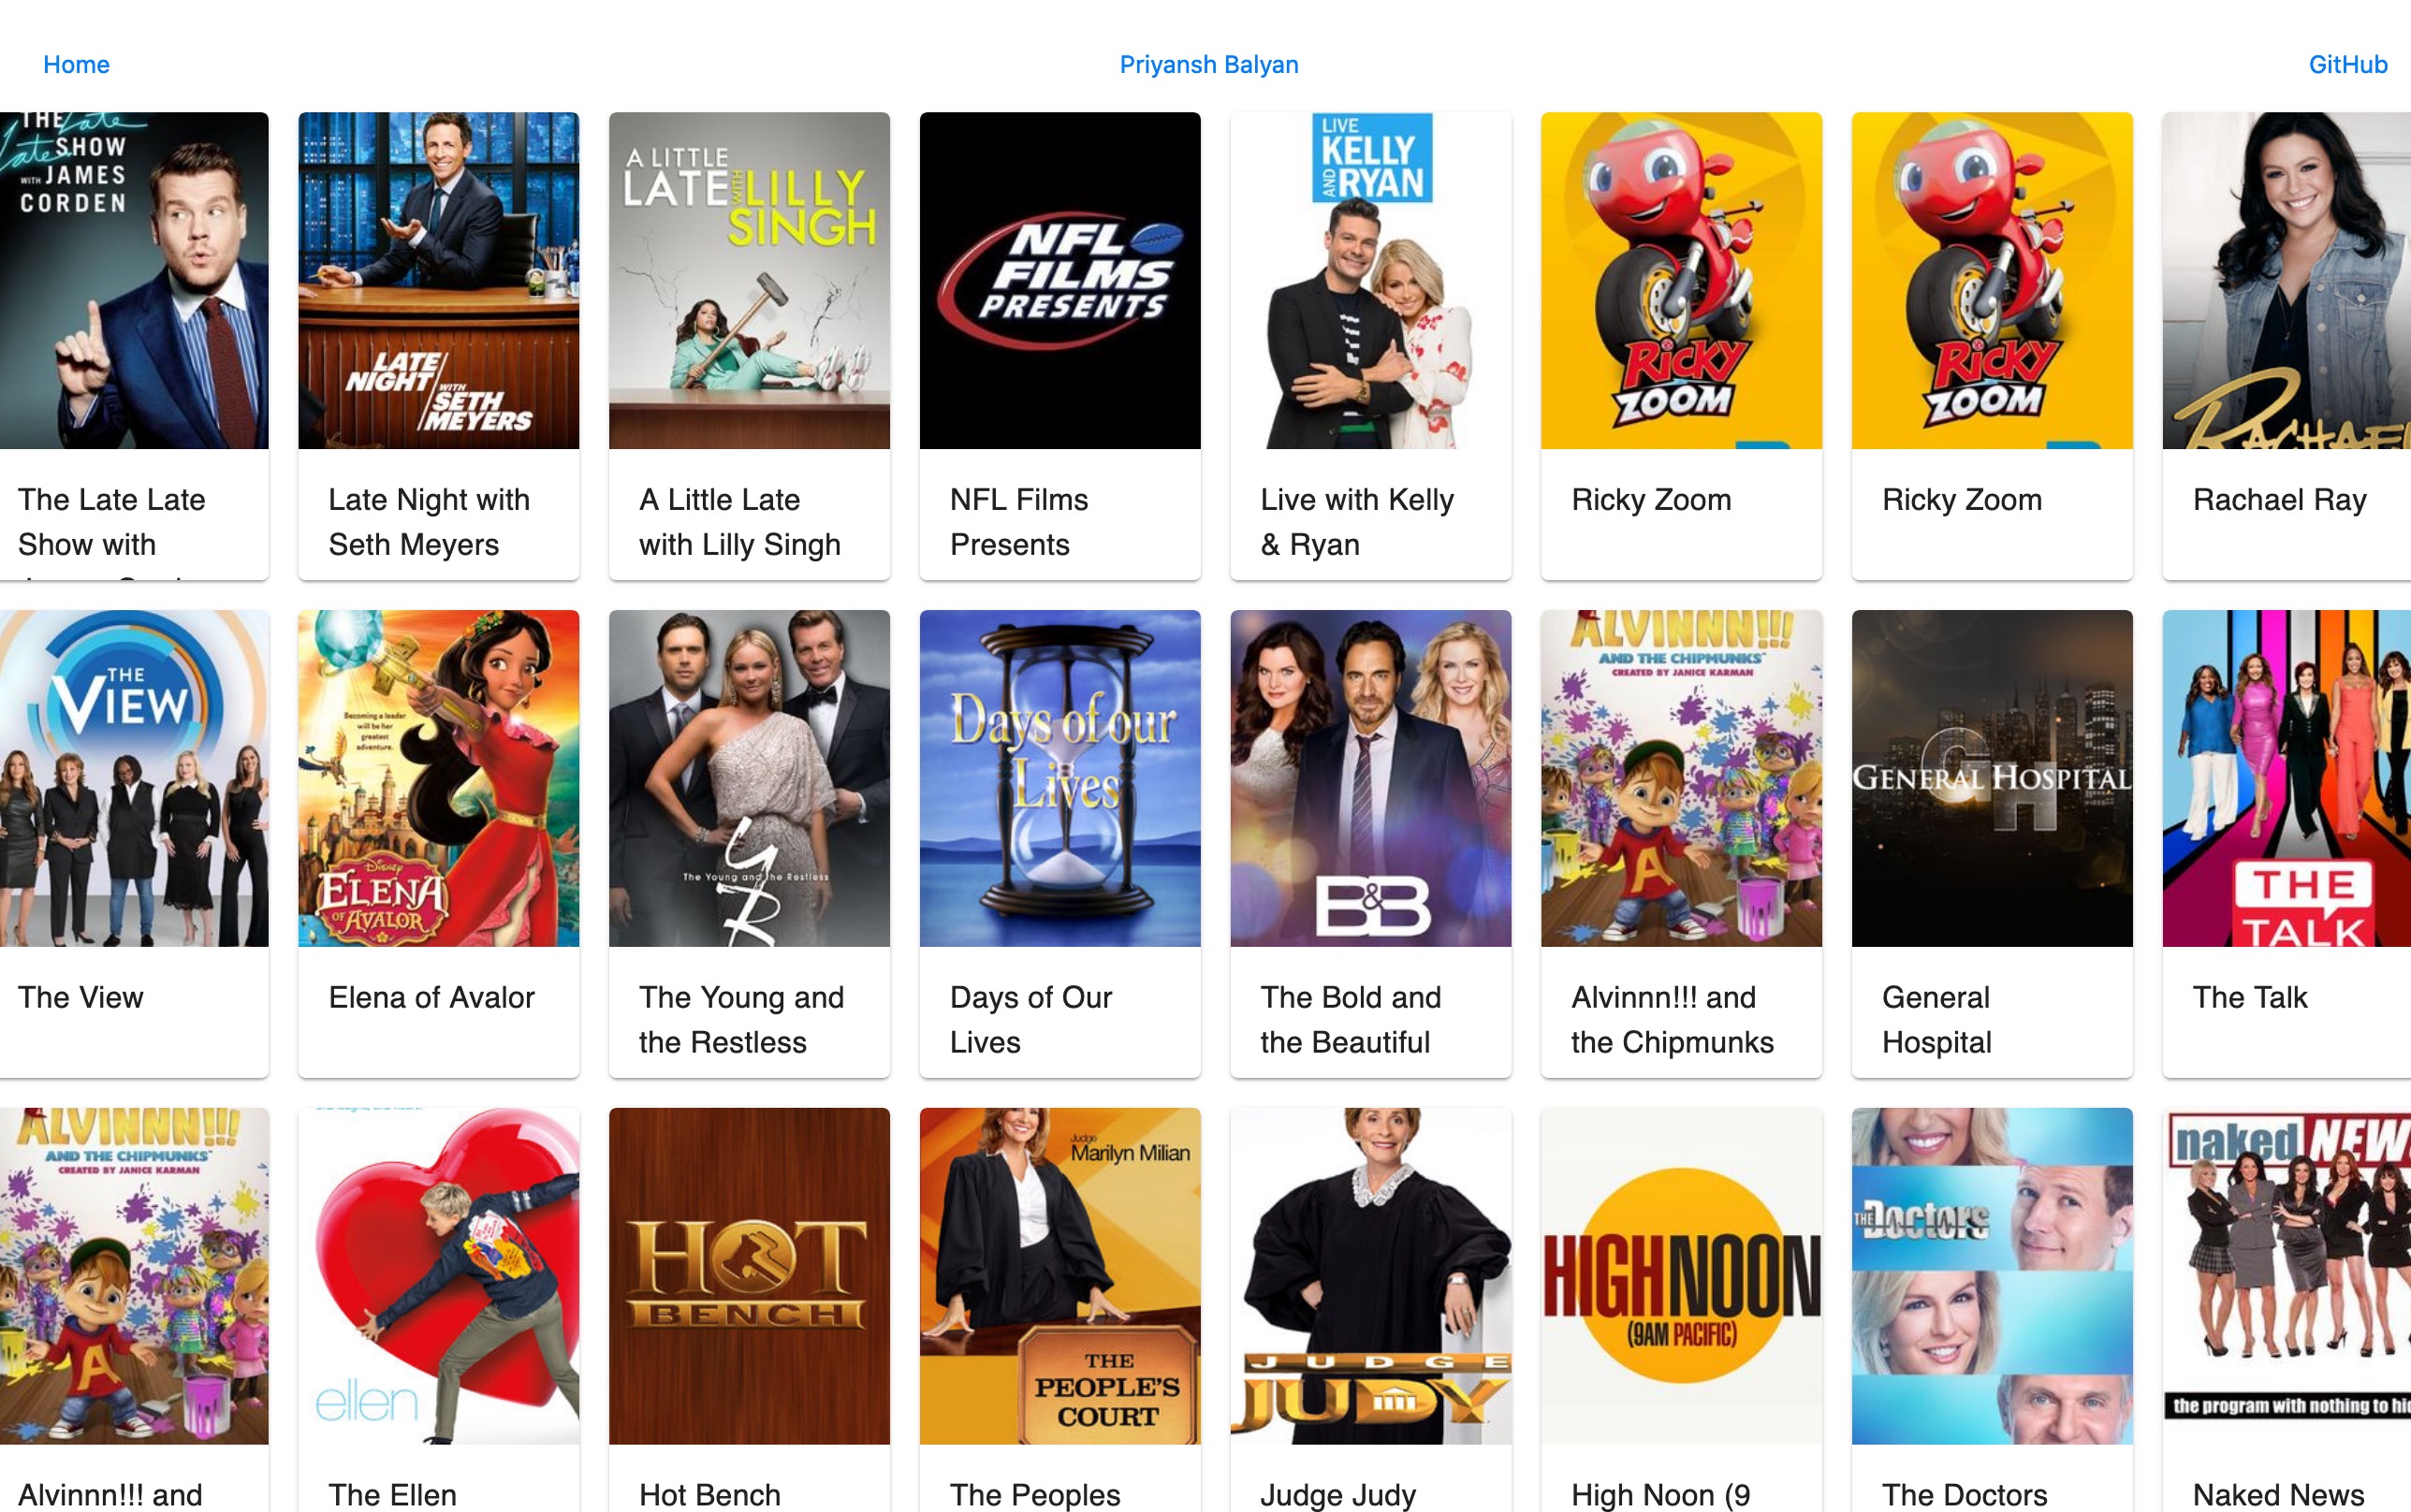 Home
Priyansh Balyan
GitHub
THE Late
Late SHOW
WITH JAMES
CORDEN
LATE
NIGHT WITH
SETH
MEYERS
A LITTLE
LATE WITH LILLY
SINGH
NFL
FILMS
PRESENTS
LIVE
KELLY
AND RYAN
RICKY
ZOOM
RICKY
ZOOM
RACHAEL
The Late Late
Show with
Late Night with
Seth Meyers
A Little Late
with Lilly Singh
NFL Films
Presents
Live with Kelly
& Ryan
Ricky Zoom
Ricky Zoom
Rachael Ray
THE
VIEW
Becoming a leader
will be her
greatest
adventure.
Disney
ELENA
OF AVALOR
The Young and the Restless
YR
Days of our
Lives
B&B
ALVINNN!!!
AND THE CHIPMUNKS
CREATED BY JANICE KARMAN
A
GH
GENERAL HOSPITAL
THE
TALK
The View
Elena of Avalor
The Young and
the Restless
Days of Our
Lives
The Bold and
the Beautiful
Alvinnn!!! and
the Chipmunks
General
Hospital
The Talk
ALVINNN!!!
AND THE CHIPMUNKS
CREATED BY JANICE KARMAN
A
ellen
HOT
BENCH
Judge
Marilyn Milian
THE
PEOPLE'S
COURT
JUDGE
JUDY
HIGH NOON
(9AM PACIFIC)
THE Doctors
naked NEW
the program with nothing to hi
Alvinnn!!! and
The Ellen
Hot Bench
The Peoples
Judge Judy
High Noon (9
The Doctors
Naked News